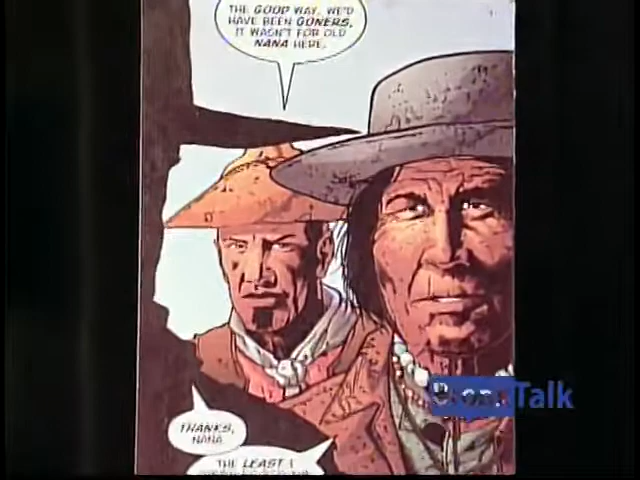 THE GOOD WAY. WE'D
HAVE BEEN GONERS,
IT WASN'T FOR OLD
NANA HERE.
THANKS,
NANA
THE LEAST I
Talk